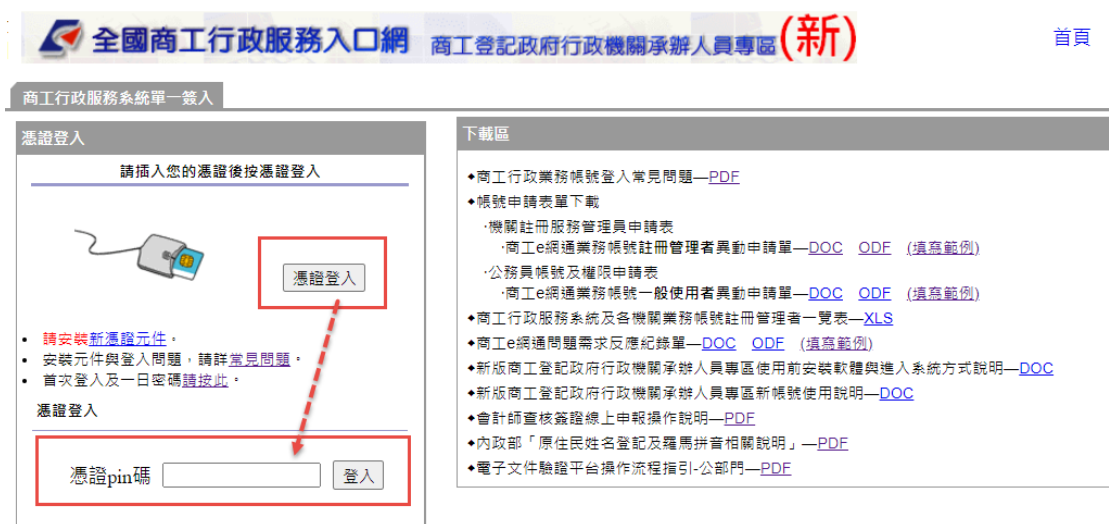 全國商工行政服務入口網 商工登記政府行政機關承辦人員專區(新)
首頁
商工行政服務系統單一簽入
憑證登入
請插入您的憑證後按憑證登入
憑證登入
• 請安裝新憑證元件。
• 安裝元件與登入問題，請詳常見問題。
• 首次登入及一日密碼請按此。
憑證登入
憑證pin碼 登入
下載區
◆商工行政業務帳號登入常見問題—PDF
◆帳號申請表單下載
‧機關註冊服務管理員申請表
‧商工e網通業務帳號註冊管理者異動申請單—DOC ODF (填寫範例)
‧公務員帳號及權限申請表
‧商工e網通業務帳號一般使用者異動申請單—DOC ODF (填寫範例)
◆商工行政服務系統及各機關業務帳號註冊管理者一覽表—XLS
◆商工e網通問題需求反應紀錄單—DOC ODF (填寫範例)
◆新版商工登記政府行政機關承辦人員專區使用前安裝軟體與進入系統方式說明—DOC
◆新版商工登記政府行政機關承辦人員專區新帳號使用說明—DOC
◆會計師查核簽證線上申報操作說明—PDF
◆內政部「原住民姓名登記及羅馬拼音相關說明」—PDF
◆電子文件驗證平台操作流程指引-公部門—PDF